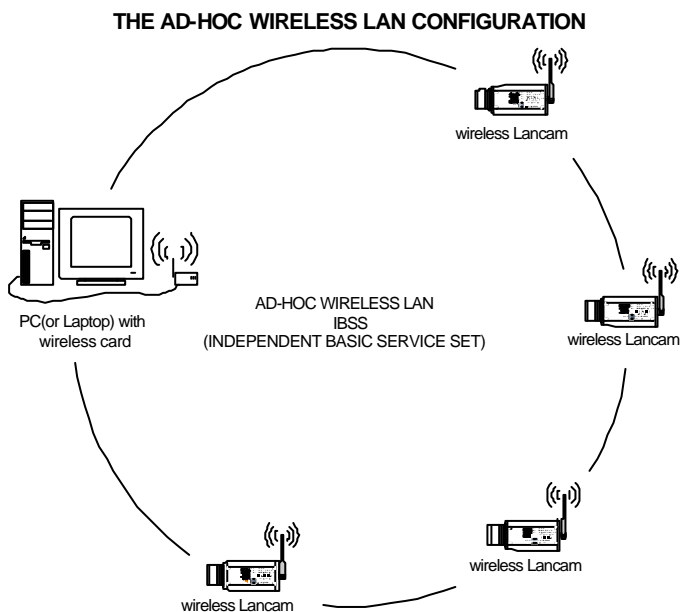 THE AD-HOC WIRELESS LAN CONFIGURATION
wireless Lancam
PC(or Laptop) with
wireless card
AD-HOC WIRELESS LAN
IBSS
(INDEPENDENT BASIC SERVICE SET)
wireless Lancam
wireless Lancam
wireless Lancam